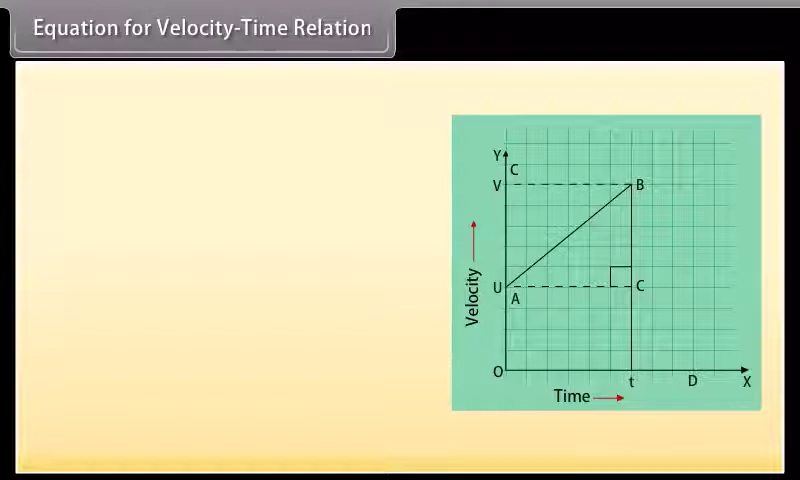 Equation for Velocity-Time Relation
Y
C
V
B
U
A
C
Velocity
O
t
D
X
Time